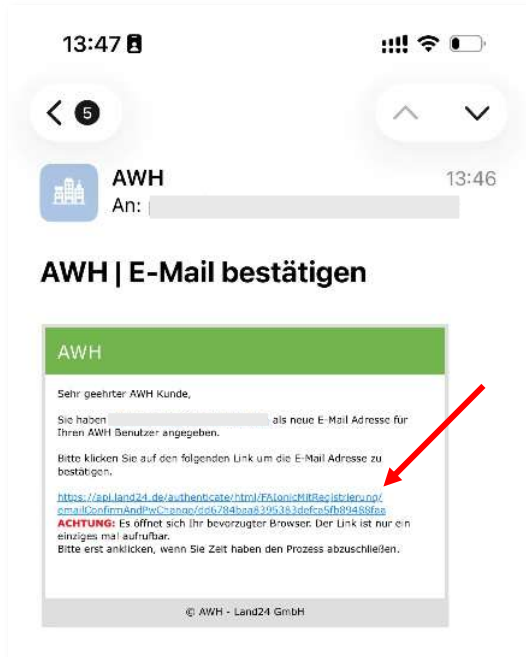 13:47
5
AWH
13:46
An:
AWH | E-Mail bestätigen
AWH
Sehr geehrter AWH Kunde,
Sie haben als neue E-Mail Adresse für
Ihren AWH Benutzer angegeben.
Bitte klicken Sie auf den folgenden Link um die E-Mail Adresse zu
bestätigen.
https://api.land24.de/authenticate/html/FAIonicMitRegistrierung/
ACHTUNG: Es öffnet sich Ihr bevorzugter Browser. Der Link ist nur ein
einziges mal aufrufbar.
Bitte erst anklicken, wenn Sie Zeit haben den Prozess abzuschließen.
© AWH - Land24 GmbH